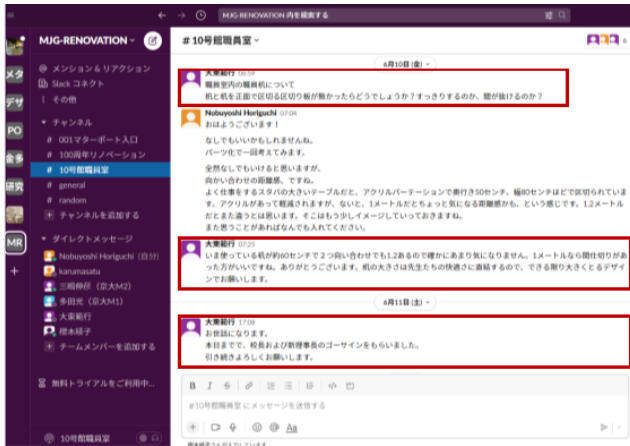 MJG-RENOVATION 内を検索する
MJG-RENOVATION
メンション＆リアクション
Slack コネクト
その他
チャンネル
# 001マターポート入口
# 100周年リノベーション
# 10号館職員室
# general
# random
チャンネルを追加する
ダイレクトメッセージ
Nobuyoshi Horiguchi (自分)
kanamasatu
三嶋伸彦（京大M2）
多田光（京大M1）
大東範行
櫻木綾子
チームメンバーを追加する
無料トライアルをご利用中...
10号館職員室
メタ
デザ
PO
金多
研究
MR
+
# 10号館職員室
6
6月10日 (金)
大東範行 06:59
職員室内の職員机について
机と机を正面で区切る区切り板が無かったらどうでしょうか？すっきりするのか、間が抜けるのか？
Nobuyoshi Horiguchi 07:04
おはようございます！
なしでもいいかもしれませんね。
パーツ化で一回考えてみます。
全然なしでもいけると思いますが、
向かい合わせの距離感、ですね。
よく仕事をするスタバの大きいテーブルだと、アクリルパーテーションで奥行き50センチ、幅80センチほどで区切られています。アクリルがあって軽減されますが、ないと、1メートルだとちょっと気になる距離感かも、という感じです。1.2メートルだとまた違うとは思います。そこはもう少しイメージしていっておきますね。
また思うことがあればなんでも入れてください。
大東範行 07:25
いま使っている机が約60センチで２つ向い合わせでも1.2あるので確かにあまり気になりません。1メートルなら間仕切りがあった方がいいですね。ありがとうございます。机の大きさは先生たちの快適さに直結するので、できる限り大きくとるデザインでお願いします。
6月11日 (土)
大東範行 17:03
お世話になります。
本日までで、校長および新理事長のゴーサインをもらいました。
引き続きよろしくお願いします。
#10号館職員室 にメッセージを送信する